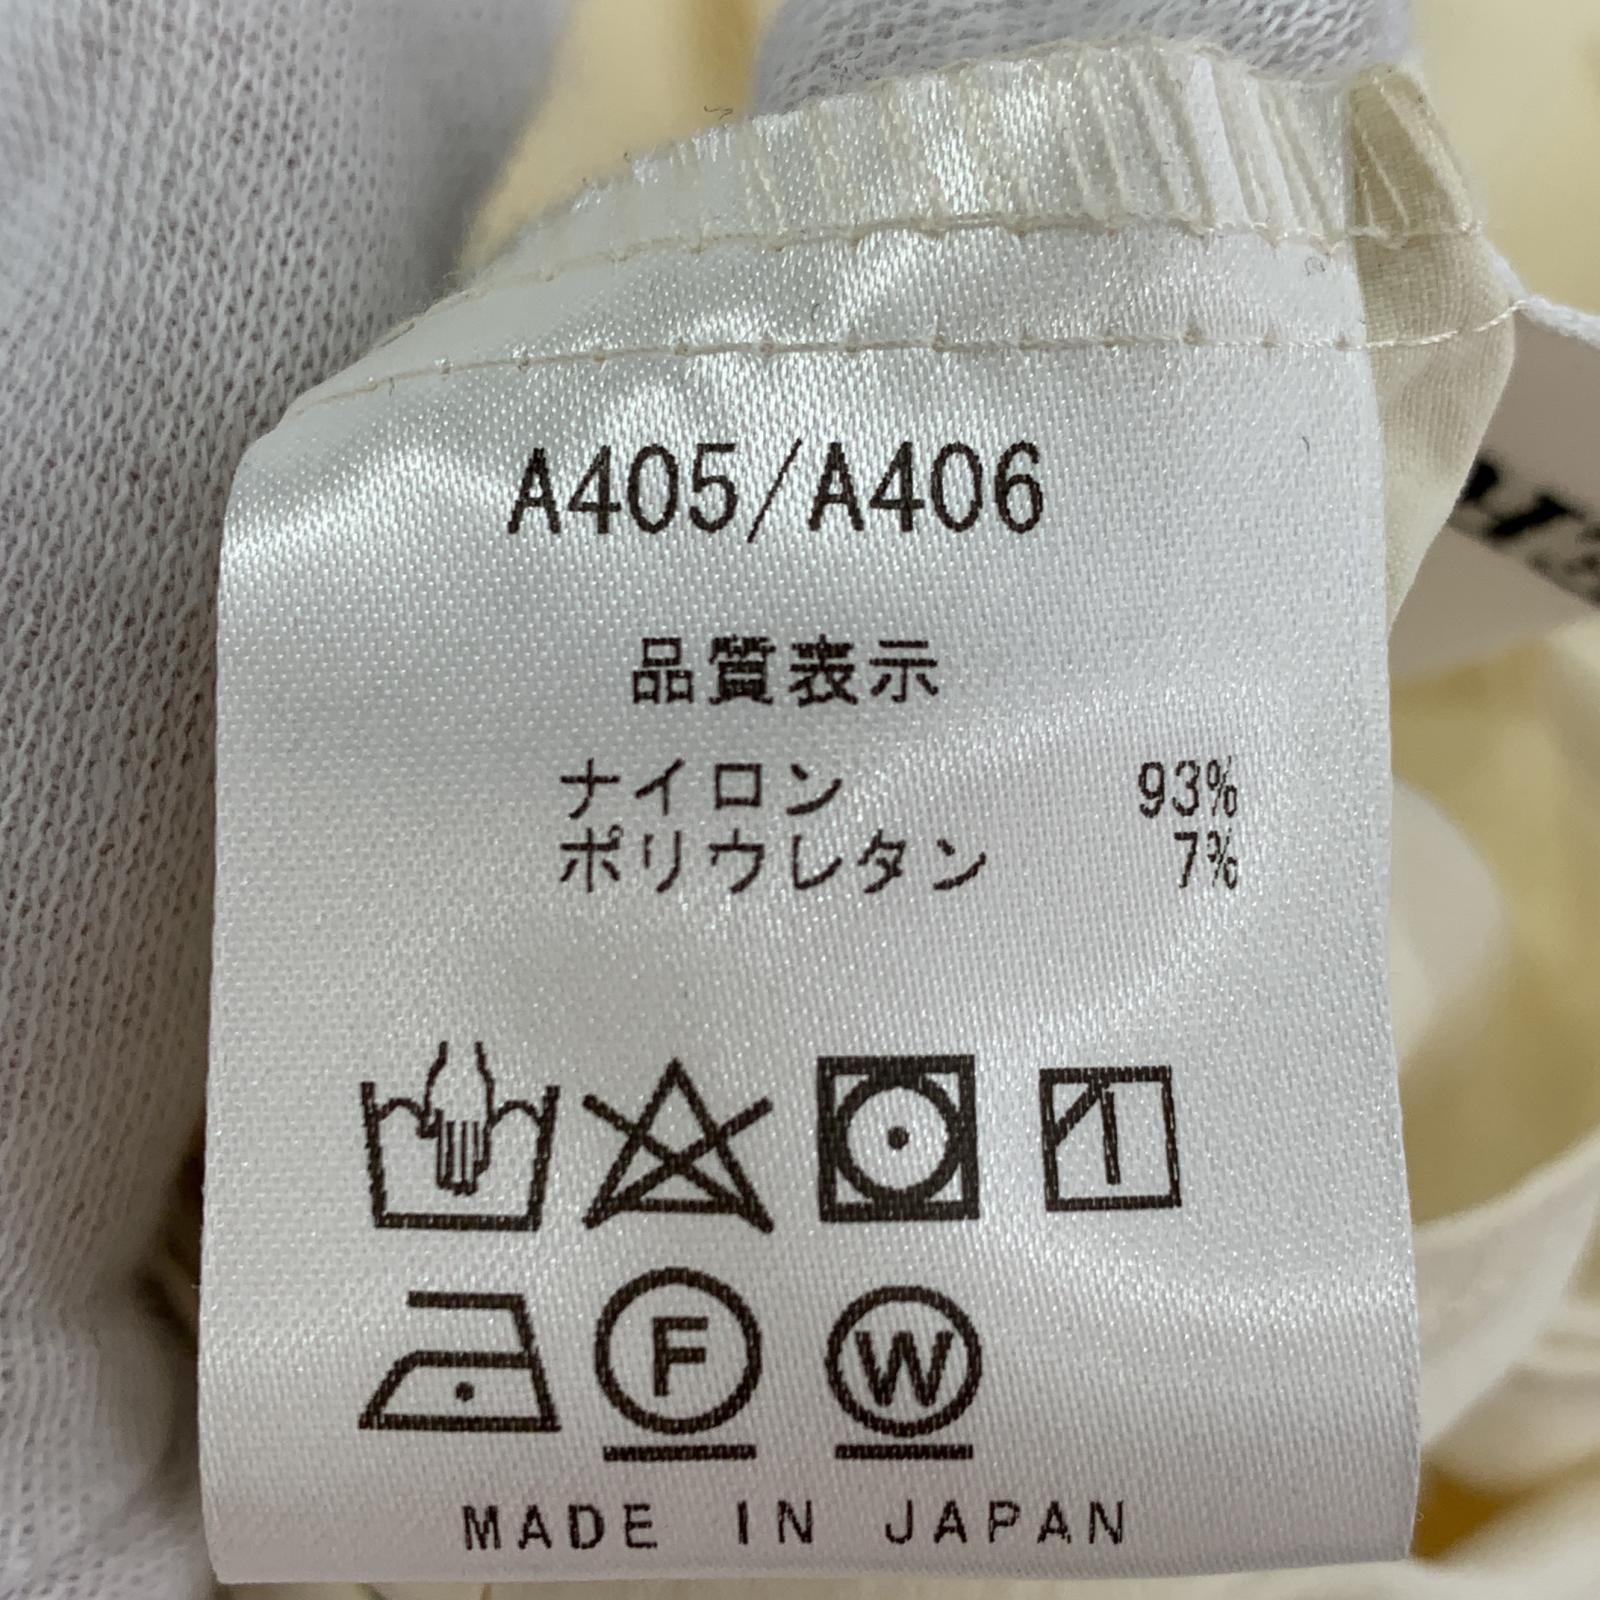 A405/A406
品質表示
ナイロン 93%
ポリウレタン 7%
F W
MADE IN JAPAN